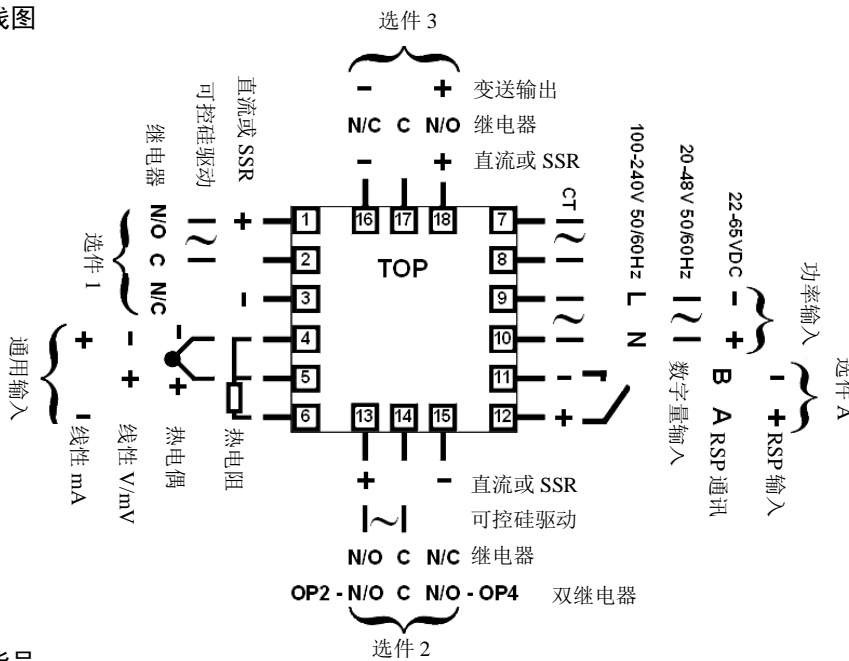 线图
选件 3
- + 变送输出
N/C C N/O 继电器
- + 直流或 SSR
直流或 SSR
可控硅驱动
继电器
N/O C N/C
选件 1
+ -
16 17 18
TOP
1
2
3
4
5
6
7
8
9
10
11
12
13 14 15
CT
100-240V 50/60Hz
L N
20-48V 50/60Hz
22-65VDC
- +
功率输入
- +
数字量输入
B A RSP 通讯
- + RSP 输入
选件 A
通用输入
+ - 线性 mA
- + 线性 V/mV
- + 热电偶
热电阻
+ - 直流或 SSR
可控硅驱动
N/O C N/C 继电器
OP2 - N/O C N/O - OP4 双继电器
选件 2